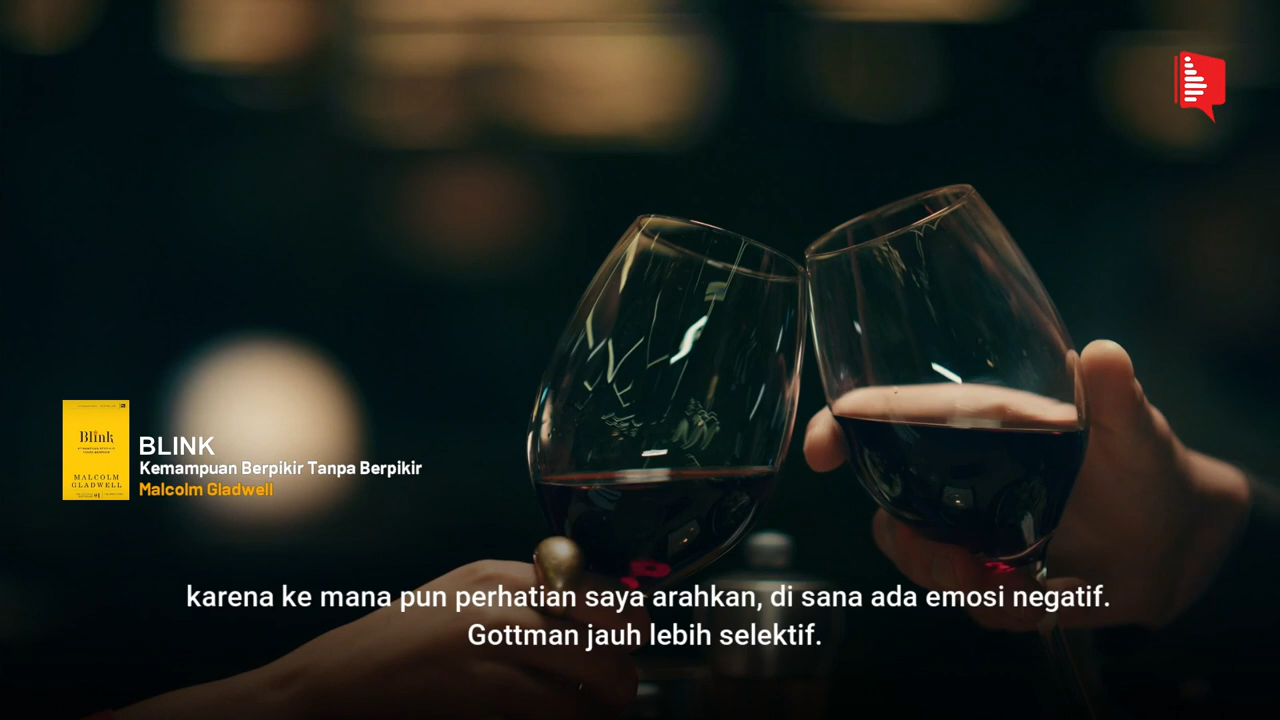 Blink
MALCOLM
GLADWELL
BLINK
Kemampuan Berpikir Tanpa Berpikir
Malcolm Gladwell
karena ke mana pun perhatian saya arahkan, di sana ada emosi negatif.
Gottman jauh lebih selektif.